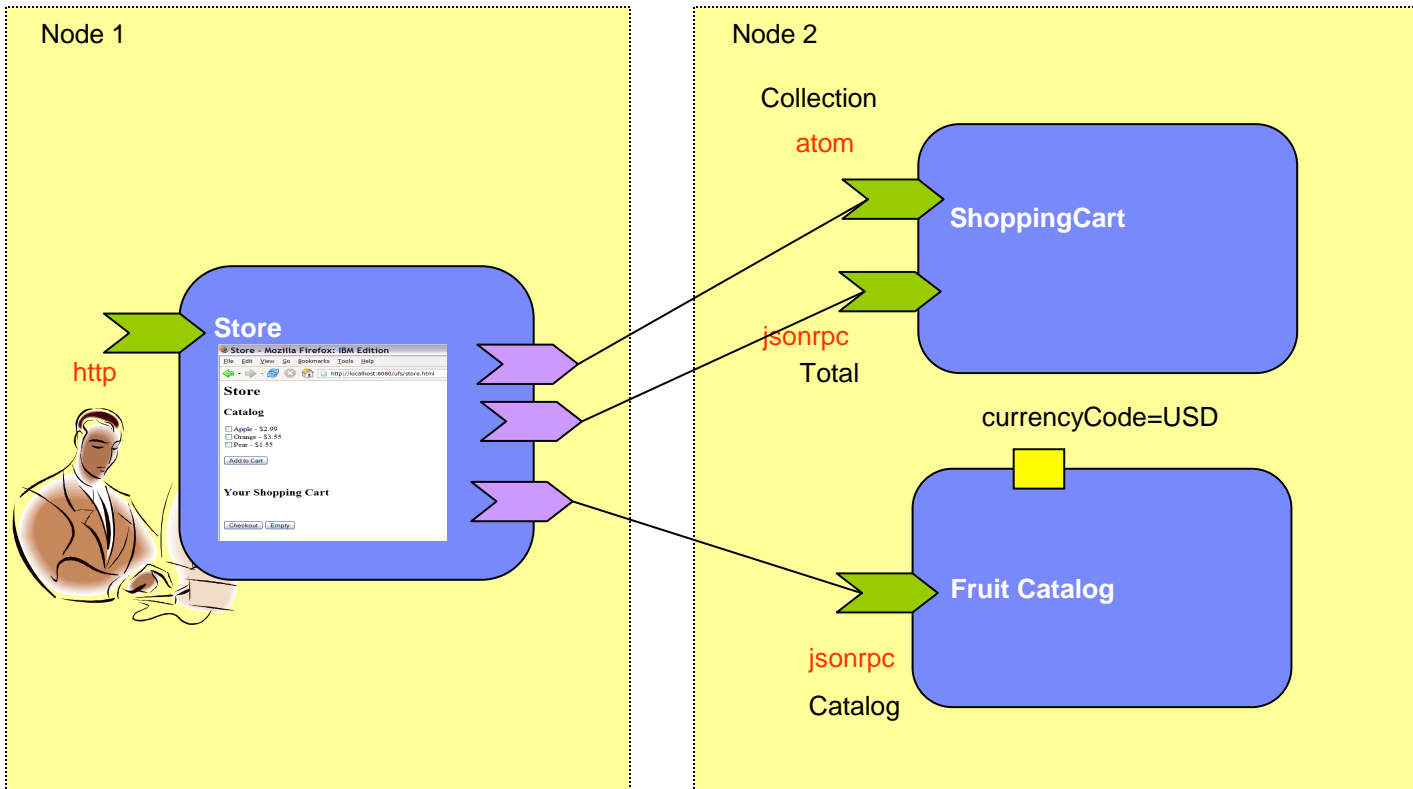 Node 1
Node 2
Collection
atom
ShoppingCart
jsonrpc
Total
http
Store
Store - Mozilla Firefox: IBM Edition
File Edit View Go Bookmarks Tools Help
http://localhost:8080/ufs/store.html
Store
Catalog
Apple - $2.99
Orange - $3.55
Pear - $1.55
Add to Cart
Your Shopping Cart
Checkout Empty
currencyCode=USD
Fruit Catalog
jsonrpc
Catalog